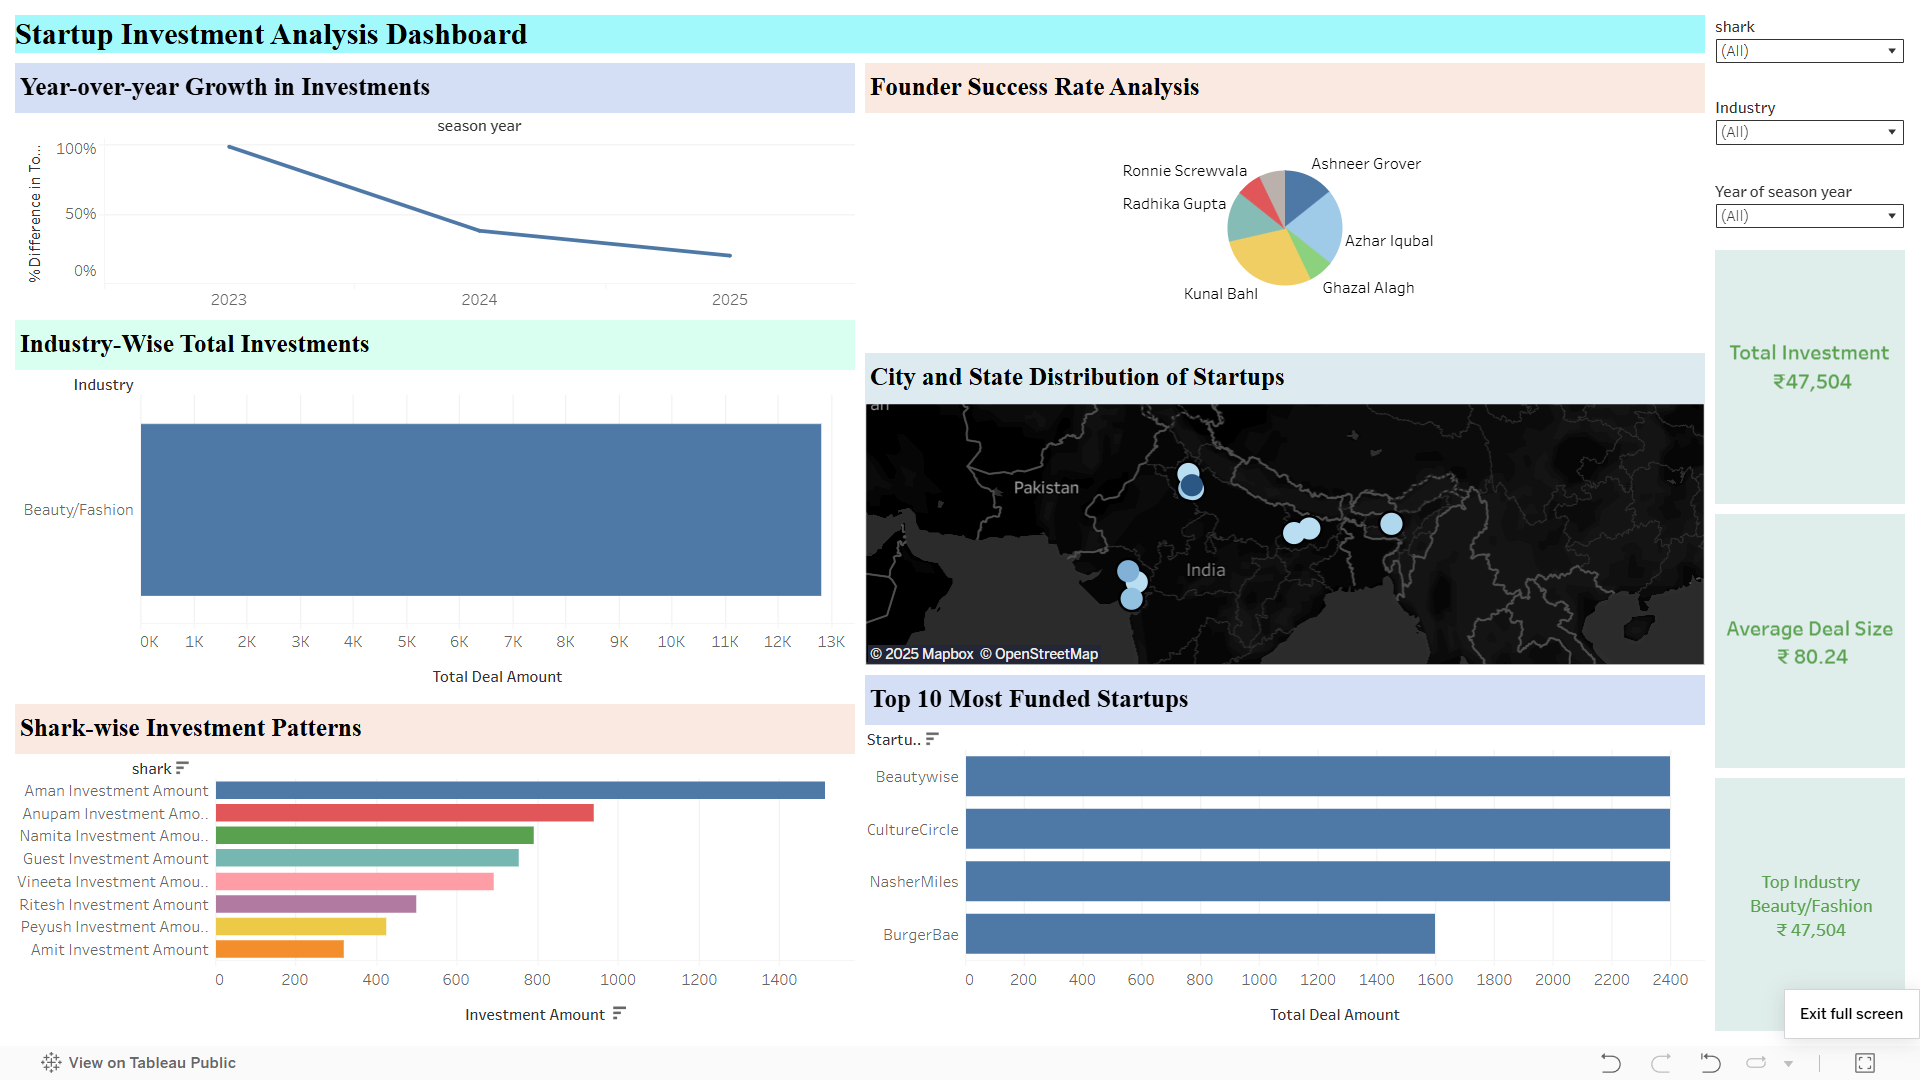 Startup Investment Analysis Dashboard
Year-over-year Growth in Investments
season year
% Difference in To...
100%
50%
0%
2023
2024
2025
Industry-Wise Total Investments
Industry
Beauty/Fashion
0K 1K 2K 3K 4K 5K 6K 7K 8K 9K 10K 11K 12K 13K
Total Deal Amount
Shark-wise Investment Patterns
shark
Aman Investment Amount
Anupam Investment Amo..
Namita Investment Amou..
Guest Investment Amount
Vineeta Investment Amou..
Ritesh Investment Amount
Peyush Investment Amou..
Amit Investment Amount
0 200 400 600 800 1000 1200 1400
Investment Amount
Founder Success Rate Analysis
Ronnie Screwvala
Ashneer Grover
Radhika Gupta
Azhar Iqubal
Ghazal Alagh
Kunal Bahl
City and State Distribution of Startups
an
Pakistan
India
© 2025 Mapbox © OpenStreetMap
Top 10 Most Funded Startups
Startu..
Beautywise
CultureCircle
NasherMiles
BurgerBae
0 200 400 600 800 1000 1200 1400 1600 1800 2000 2200 2400
Total Deal Amount
shark
(All)
Industry
(All)
Year of season year
(All)
Total Investment
₹47,504
Average Deal Size
₹ 80.24
Top Industry
Beauty/Fashion
₹ 47,504
Exit full screen
View on Tableau Public